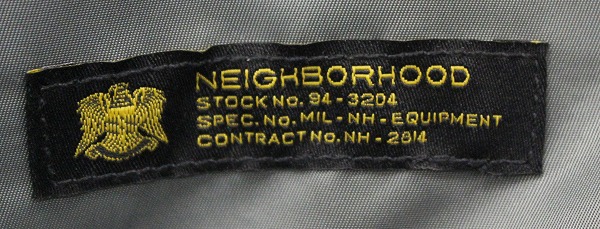 NEIGHBORHOOD
STOCK No. 94-3204
SPEC. No. MIL-NH-EQUIPMENT
CONTRACT No. NH-2814